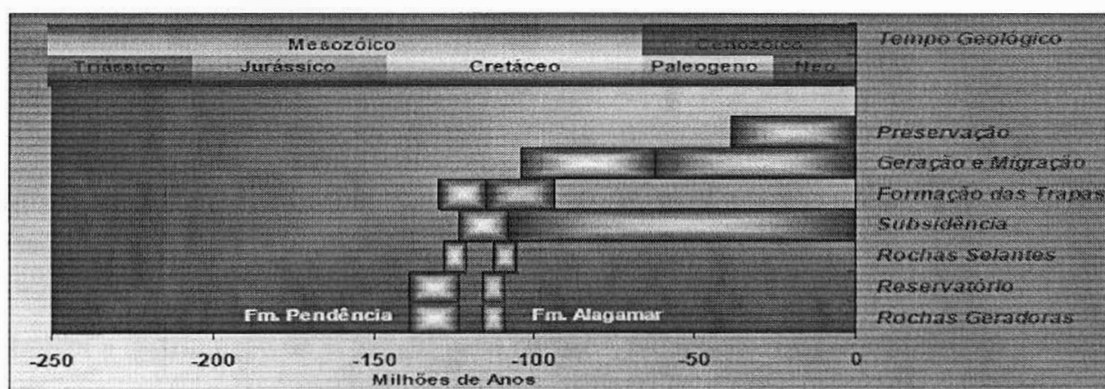 Mesozóico Cenozóico Tempo Geológico
Triássico Jurássico Cretáceo Paleogeno Neo
Preservação
Geração e Migração
Formação das Trapas
Subsidência
Rochas Selantes
Reservatório
Fm. Pendência Fm. Alagamar Rochas Geradoras
-250 -200 -150 -100 -50 0
Milhões de Anos